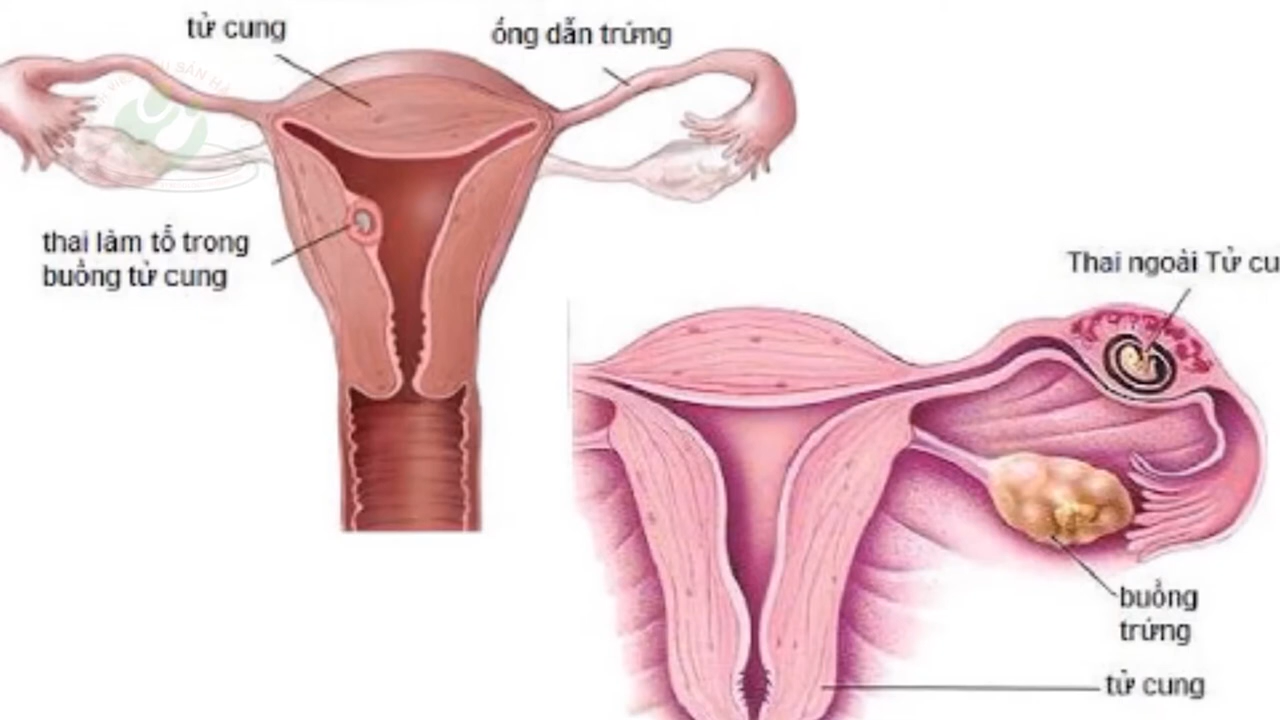 tử cung
ống dẫn trứng
thai làm tổ trong
buồng tử cung
Thai ngoài Tử cu
buồng
trứng
tử cung